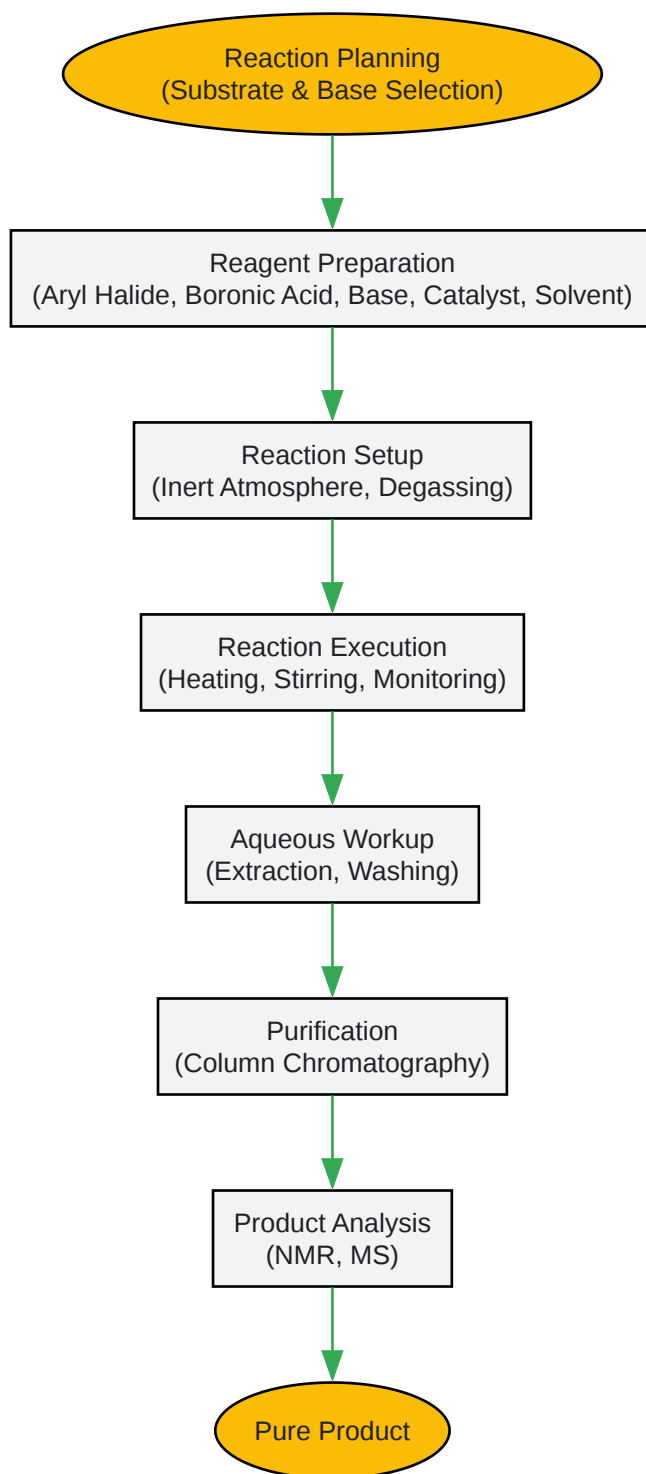 Reaction Planning
(Substrate & Base Selection)
Reagent Preparation
(Aryl Halide, Boronic Acid, Base, Catalyst, Solvent)
Reaction Setup
(Inert Atmosphere, Degassing)
Reaction Execution
(Heating, Stirring, Monitoring)
Aqueous Workup
(Extraction, Washing)
Purification
(Column Chromatography)
Product Analysis
(NMR, MS)
Pure Product